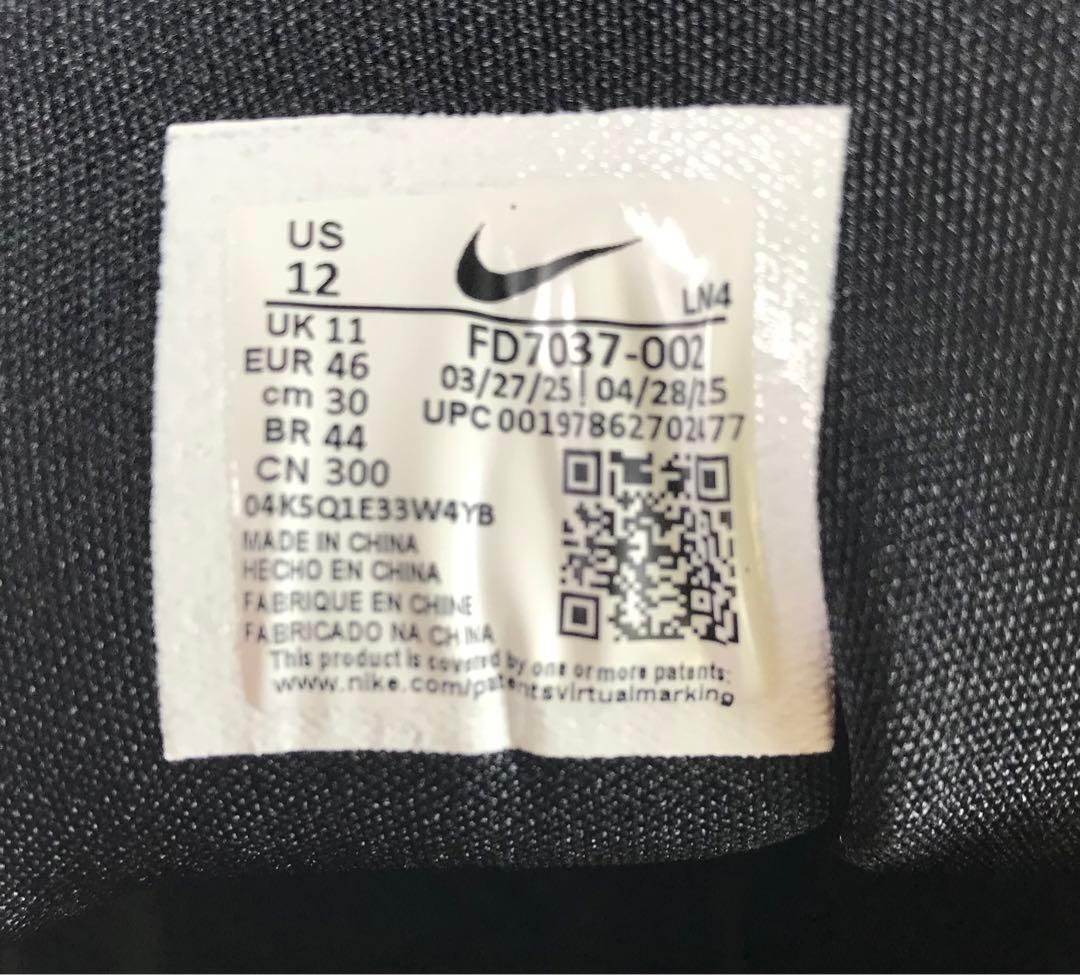 US
12
LN4
UK 11
EUR 46
cm 30
BR 44
CN 300
FD7037-002
03/27/25 | 04/28/25
UPC
04K5Q1E33W4YB
MADE IN CHINA
HECHO EN CHINA
FABRIQUE EN CHINE
FABRICADO NA CHINA
This product is covered by one or more patents:
www.nike.com/patentsvirtualmarking